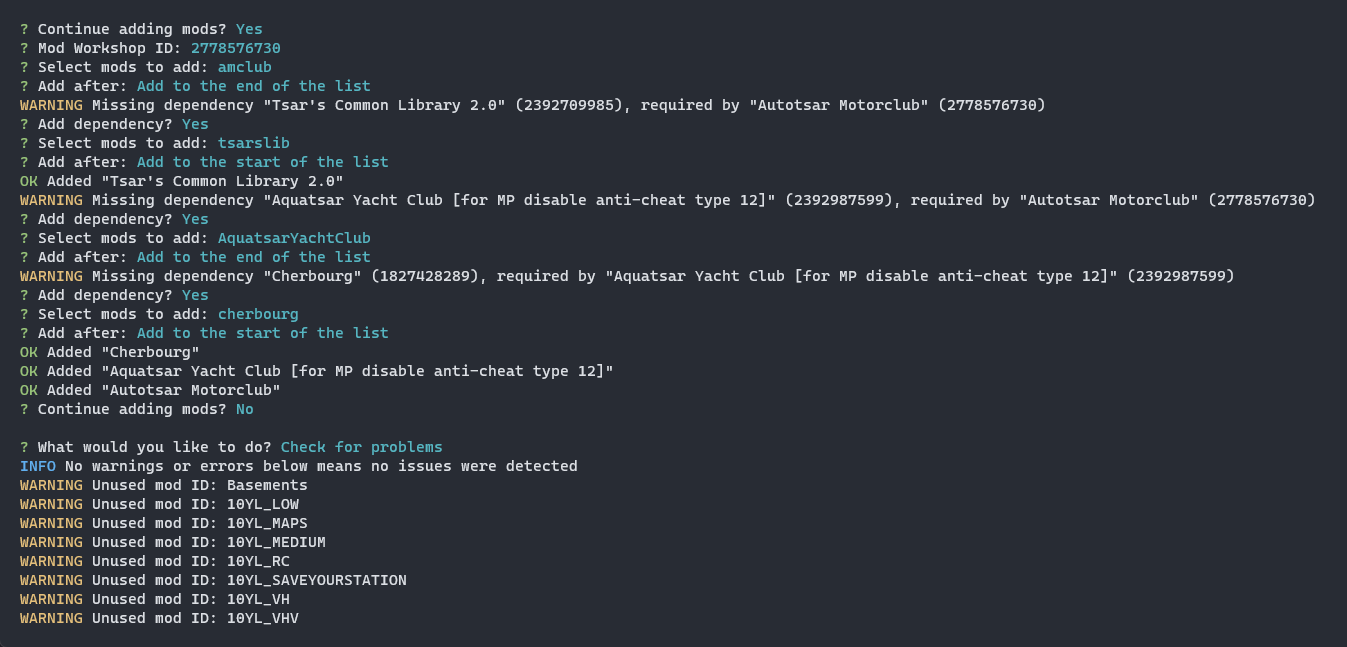 ? Continue adding mods? Yes
? Mod Workshop ID: 2778576730
? Select mods to add: amclub
? Add after: Add to the end of the list
WARNING Missing dependency "Tsar's Common Library 2.0" (2392709985), required by "Autotsar Motorclub" (2778576730)
? Add dependency? Yes
? Select mods to add: tsarslib
? Add after: Add to the start of the list
OK Added "Tsar's Common Library 2.0"
WARNING Missing dependency "Aquatsar Yacht Club [for MP disable anti-cheat type 12]" (2392987599), required by "Autotsar Motorclub" (2778576730)
? Add dependency? Yes
? Select mods to add: AquatsarYachtClub
? Add after: Add to the end of the list
WARNING Missing dependency "Cherbourg" (1827428289), required by "Aquatsar Yacht Club [for MP disable anti-cheat type 12]" (2392987599)
? Add dependency? Yes
? Select mods to add: cherbourg
? Add after: Add to the start of the list
OK Added "Cherbourg"
OK Added "Aquatsar Yacht Club [for MP disable anti-cheat type 12]"
OK Added "Autotsar Motorclub"
? Continue adding mods? No
? What would you like to do? Check for problems
INFO No warnings or errors below means no issues were detected
WARNING Unused mod ID: Basements
WARNING Unused mod ID: 10YL_LOW
WARNING Unused mod ID: 10YL_MAPS
WARNING Unused mod ID: 10YL_MEDIUM
WARNING Unused mod ID: 10YL_RC
WARNING Unused mod ID: 10YL_SAVEYOURSTATION
WARNING Unused mod ID: 10YL_VH
WARNING Unused mod ID: 10YL_VHV